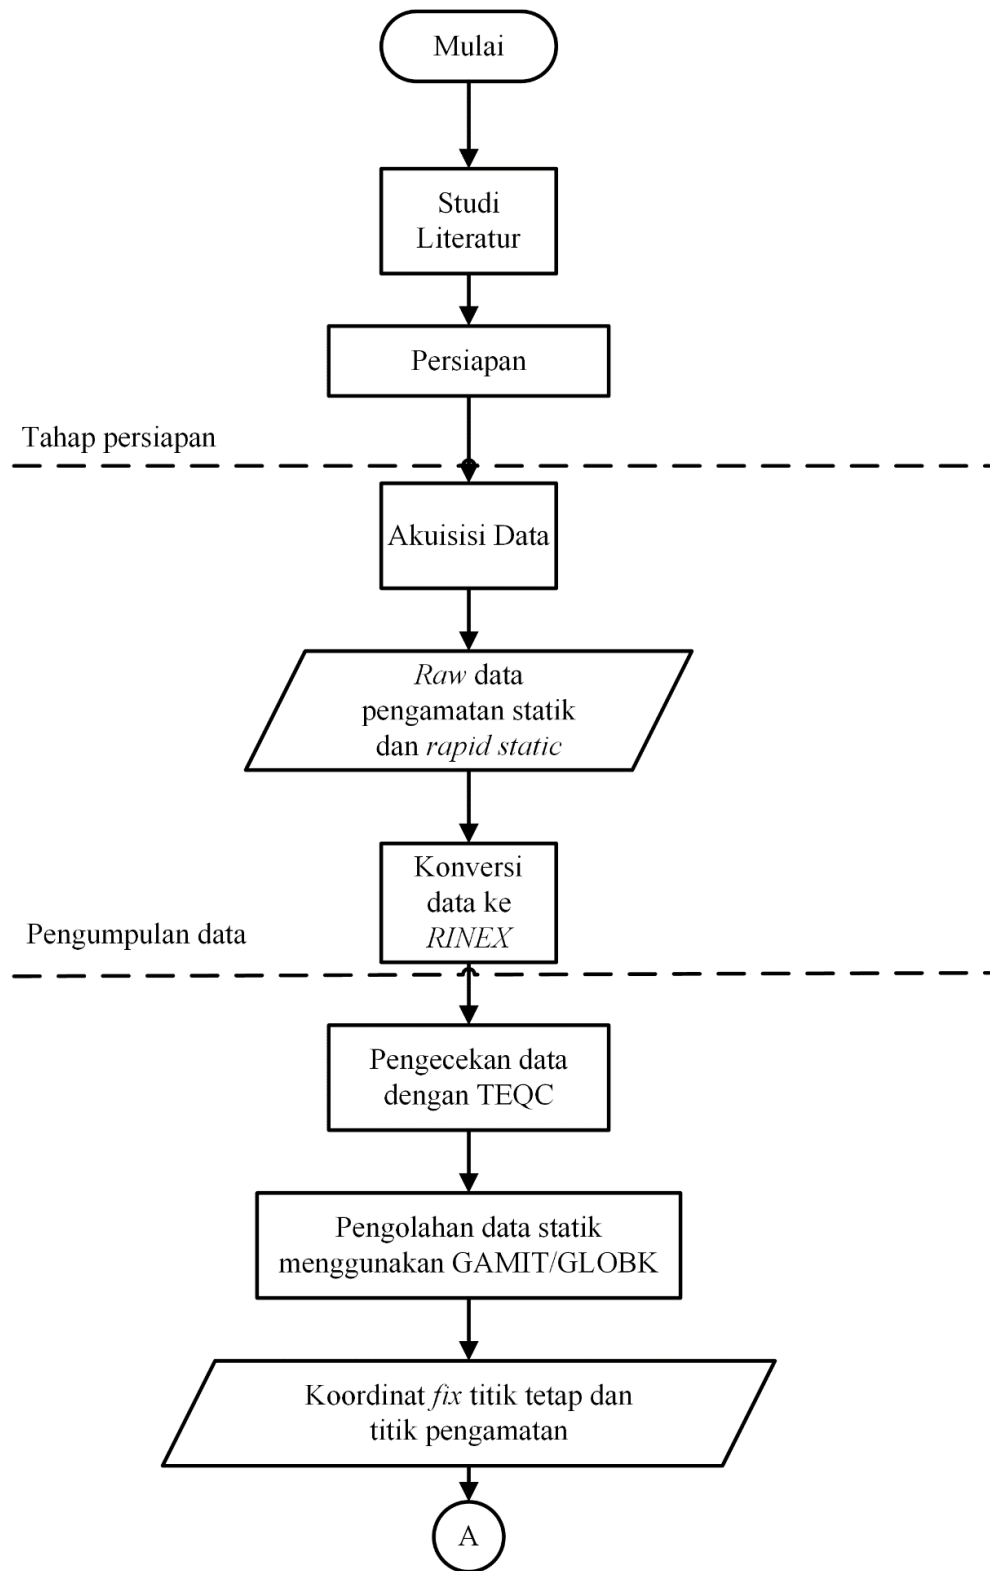 Mulai
Studi
Literatur
Persiapan
Tahap persiapan
Akuisisi Data
Raw data
pengamatan statik
dan rapid static
Konversi
data ke
RINEX
Pengumpulan data
Pengecekan data
dengan TEQC
Pengolahan data statik
menggunakan GAMIT/GLOBK
Koordinat fix titik tetap dan
titik pengamatan
A